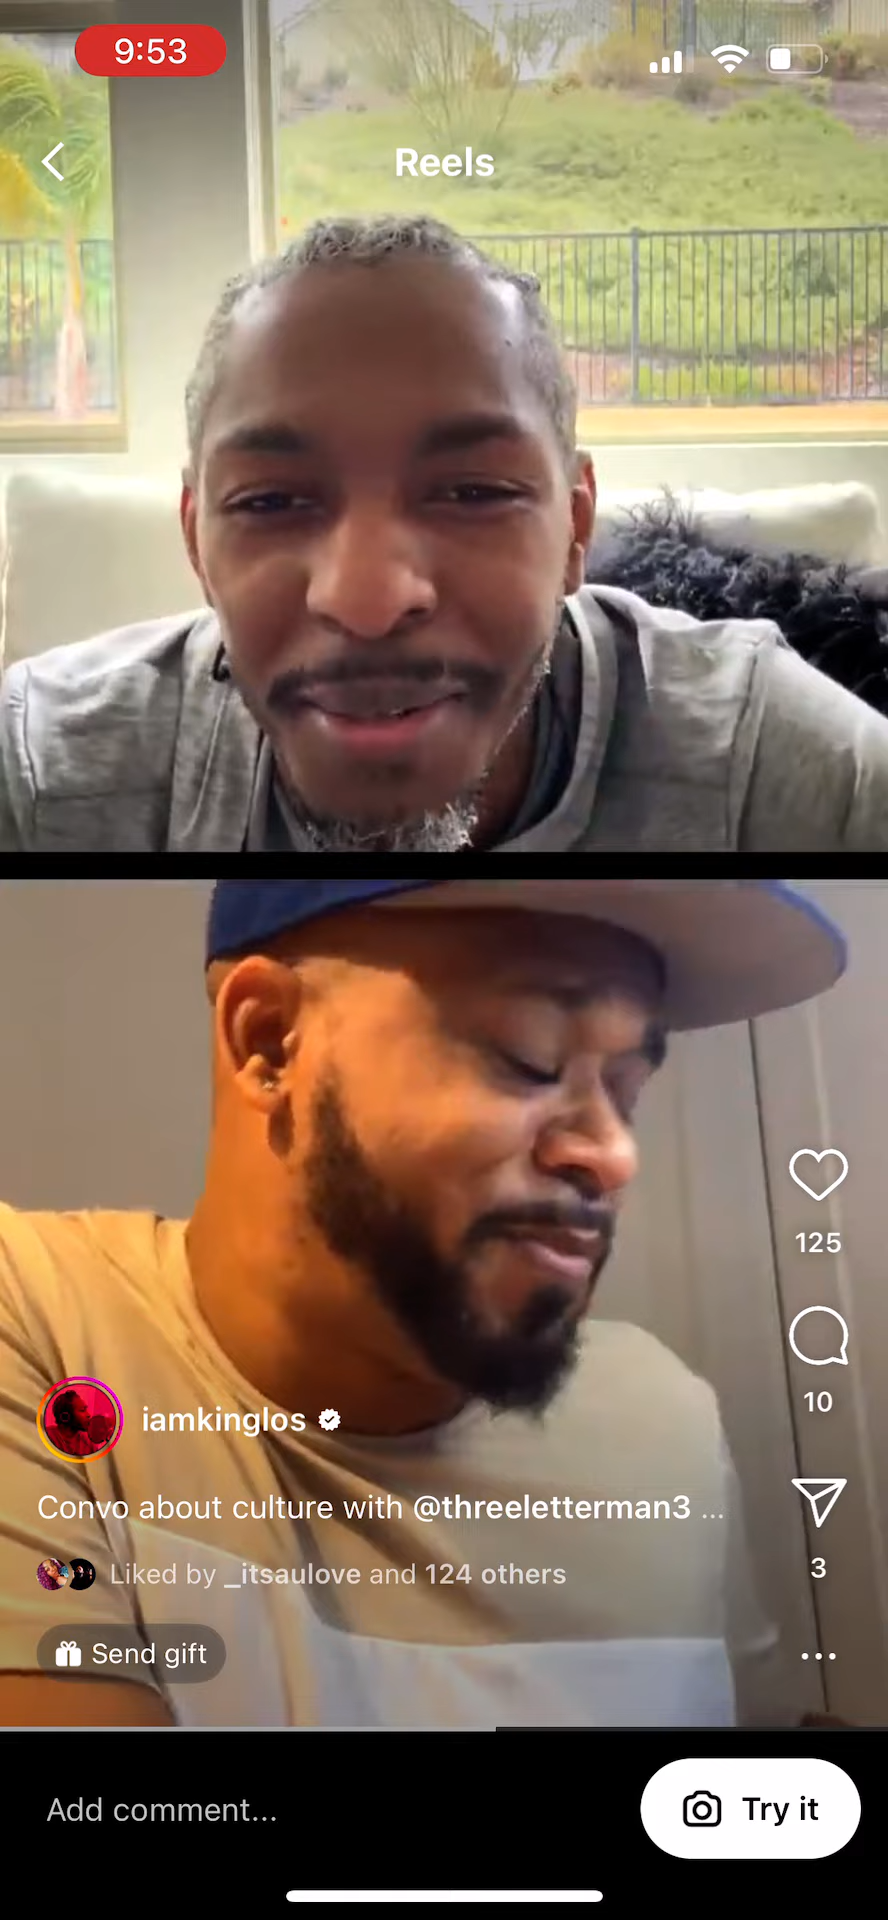 9:53
Reels
125
10
iamkinglos
Convo about culture with @threeletterman3 ...
3
Liked by _itsaulove and 124 others
Send gift
Add comment...
Try it